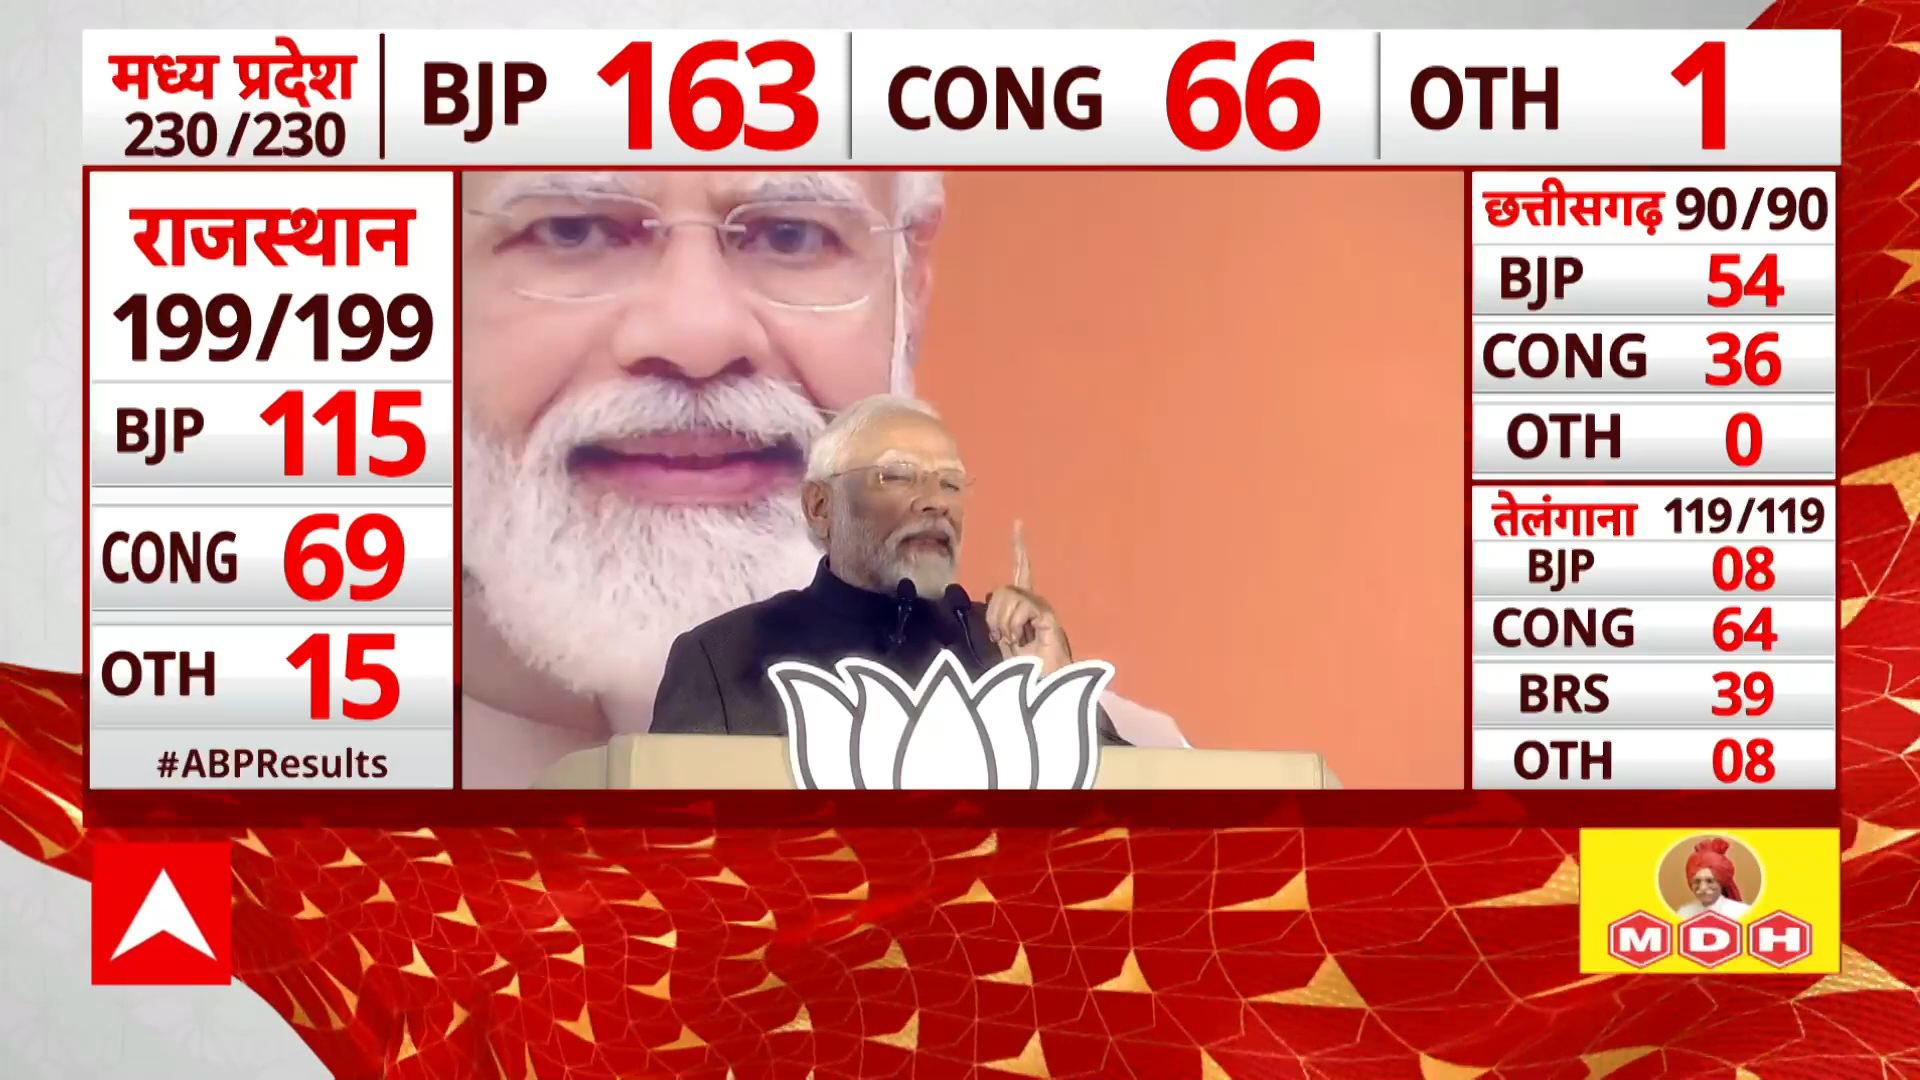 मध्य प्रदेश
230/230
BJP 163
CONG 66
OTH 1
राजस्थान
199/199
BJP 115
CONG 69
OTH 15
#ABPResults
छत्तीसगढ़ 90/90
BJP 54
CONG 36
OTH 0
तेलंगाना 119/119
BJP 08
CONG 64
BRS 39
OTH 08
MDH